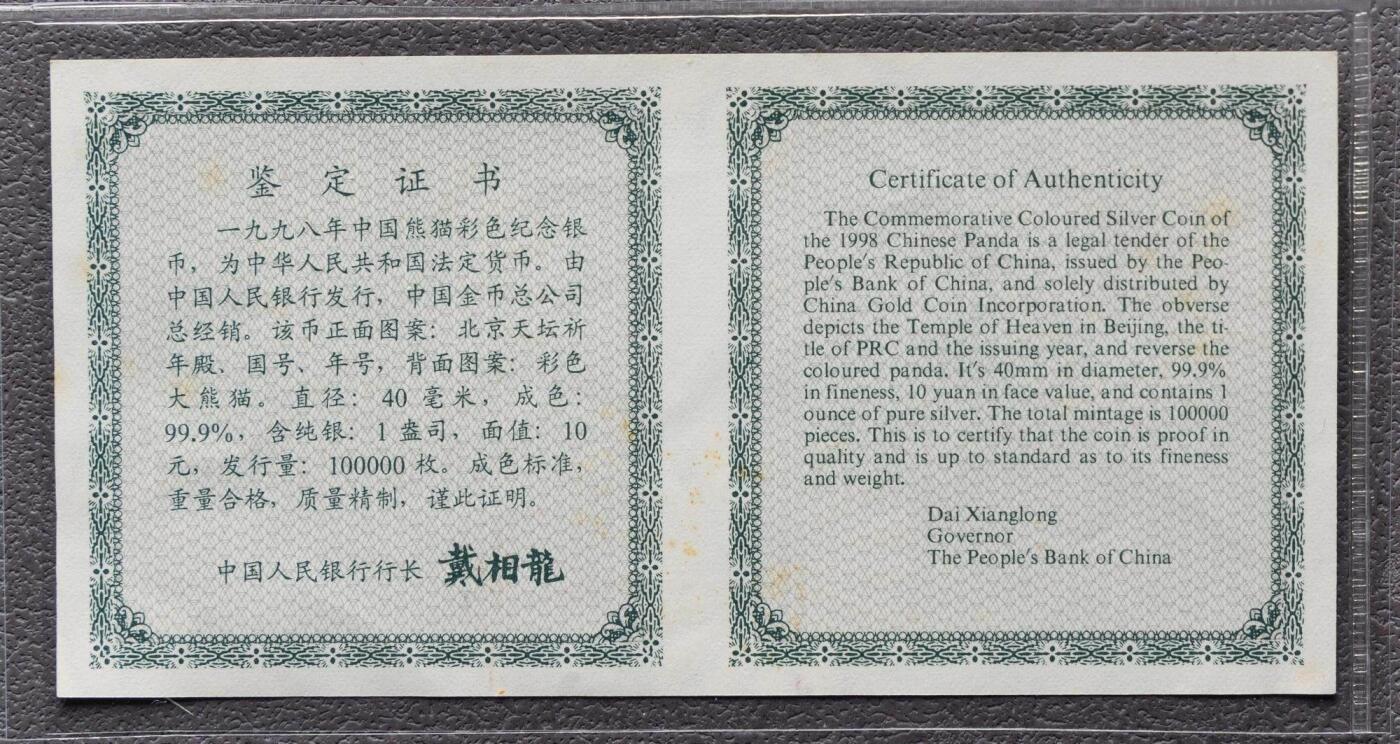 鉴定证书
一九九八年中国熊猫彩色纪念银
币，为中华人民共和国法定货币。由
中国人民银行发行，中国金币总公司
总经销。该币正面图案：北京天坛祈
年殿、国号、年号，背面图案：彩色
大熊猫。直径：40毫米，成色：
99.9%，含纯银：1盎司，面值：10
元，发行量：100000枚。成色标准，
重量合格，质量精制，谨此证明。
中国人民银行行长 戴相龍
Certificate of Authenticity
The Commemorative Coloured Silver Coin of
the 1998 Chinese Panda is a legal tender of the
People's Republic of China, issued by the Peo-
ple's Bank of China, and solely distributed by
China Gold Coin Incorporation. The obverse
depicts the Temple of Heaven in Beijing, the ti-
tle of PRC and the issuing year, and reverse the
coloured panda. It's 40mm in diameter, 99.9%
in fineness, 10 yuan in face value, and contains 1
ounce of pure silver. The total mintage is 100000
pieces. This is to certify that the coin is proof in
quality and is up to standard as to its fineness
and weight.
Dai Xianglong
Governor
The People's Bank of China